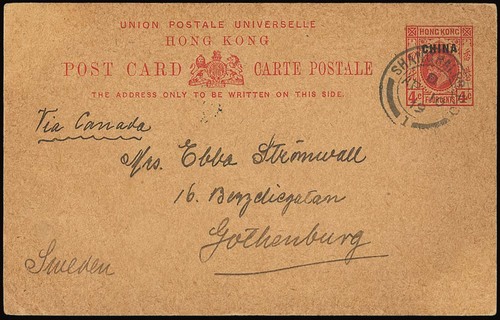 UNION POSTALE UNIVERSELLE
HONG KONG
POST CARD CARTE POSTALE
THE ADDRESS ONLY TO BE WRITTEN ON THIS SIDE.
HONG KONG
CHINA
4c 4c
Via Canada
Mrs. Ebba Strömwall
16. Berzeliigatan
Gothenburg
Sweden